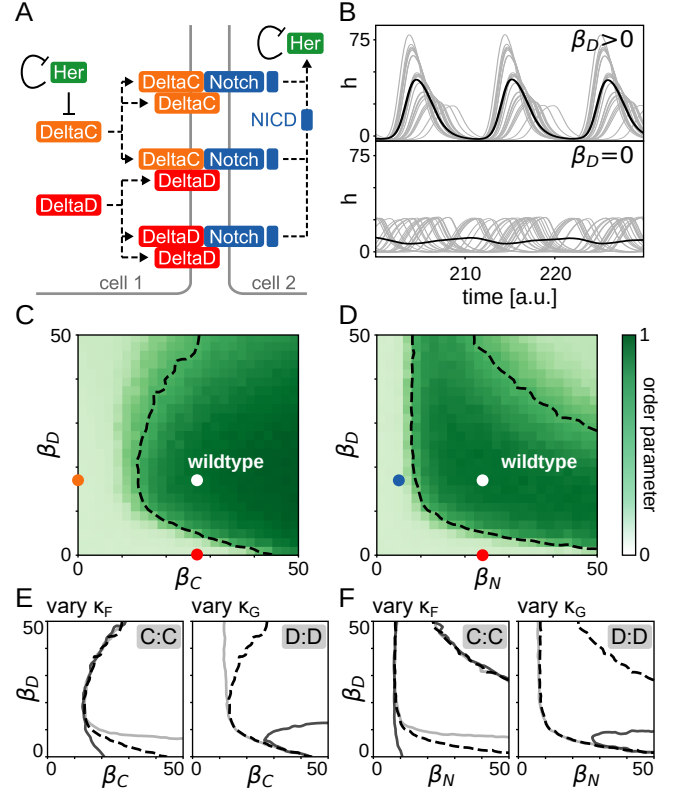 A
Her
DeltaC
DeltaD
DeltaC Notch
DeltaC
DeltaC Notch
DeltaD
DeltaD Notch
DeltaD
NICD
Her
cell 1
cell 2
B
h
75
0
β_D>0
h
75
0
β_D=0
210
220
time [a.u.]
C
β_D
50
0
wildtype
0
50
β_C
D
β_D
50
0
wildtype
0
50
β_N
1
0
order parameter
E
vary κ_F
C:C
β_D
50
0
0
50
β_C
vary κ_G
D:D
0
50
β_C
F
vary κ_F
C:C
β_D
50
0
0
50
β_N
vary κ_G
D:D
0
50
β_N